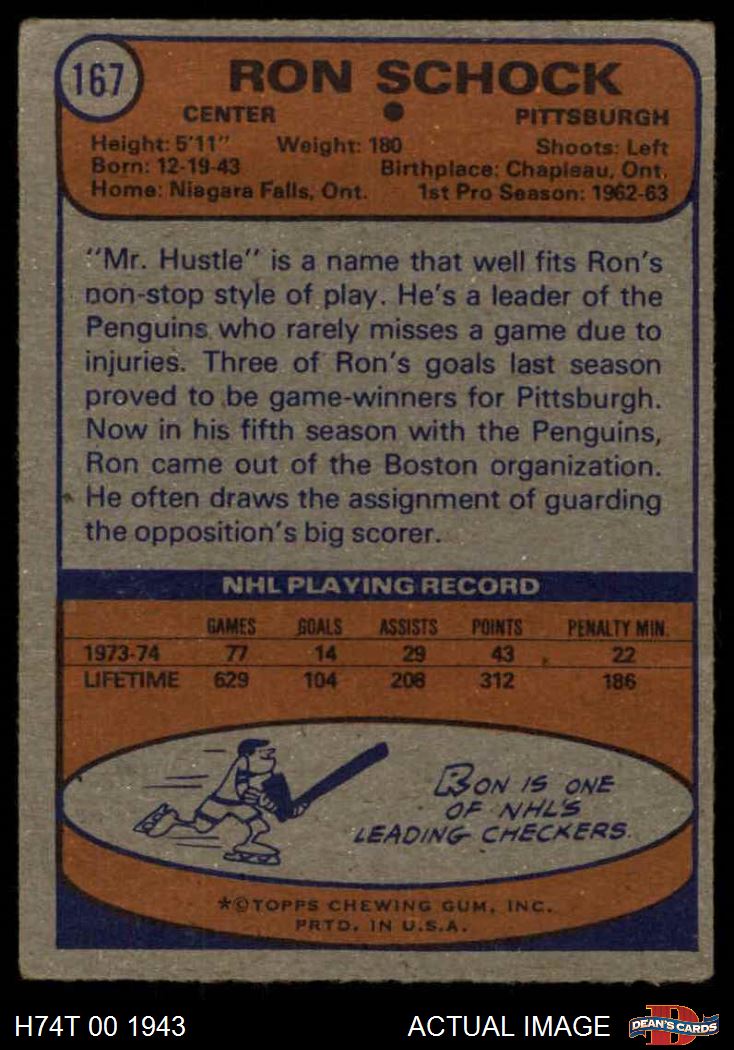 167
RON SCHOCK
CENTER ● PITTSBURGH
Height: 5'11" Weight: 180 Shoots: Left
Born: 12-19-43 Birthplace: Chapleau, Ont.
Home: Niagara Falls, Ont. 1st Pro Season: 1962-63
"Mr. Hustle" is a name that well fits Ron's
non-stop style of play. He's a leader of the
Penguins who rarely misses a game due to
injuries. Three of Ron's goals last season
proved to be game-winners for Pittsburgh.
Now in his fifth season with the Penguins,
Ron came out of the Boston organization.
He often draws the assignment of guarding
the opposition's big scorer.
NHL PLAYING RECORD
GAMES GOALS ASSISTS POINTS PENALTY MIN.
1973-74 77 14 29 43 22
LIFETIME 629 104 208 312 186
RON IS ONE
OF NHL'S
LEADING CHECKERS.
*©TOPPS CHEWING GUM, INC.
PRTD. IN U.S.A.
H74T 00 1943 ACTUAL IMAGE
D
DEAN'S CARDS